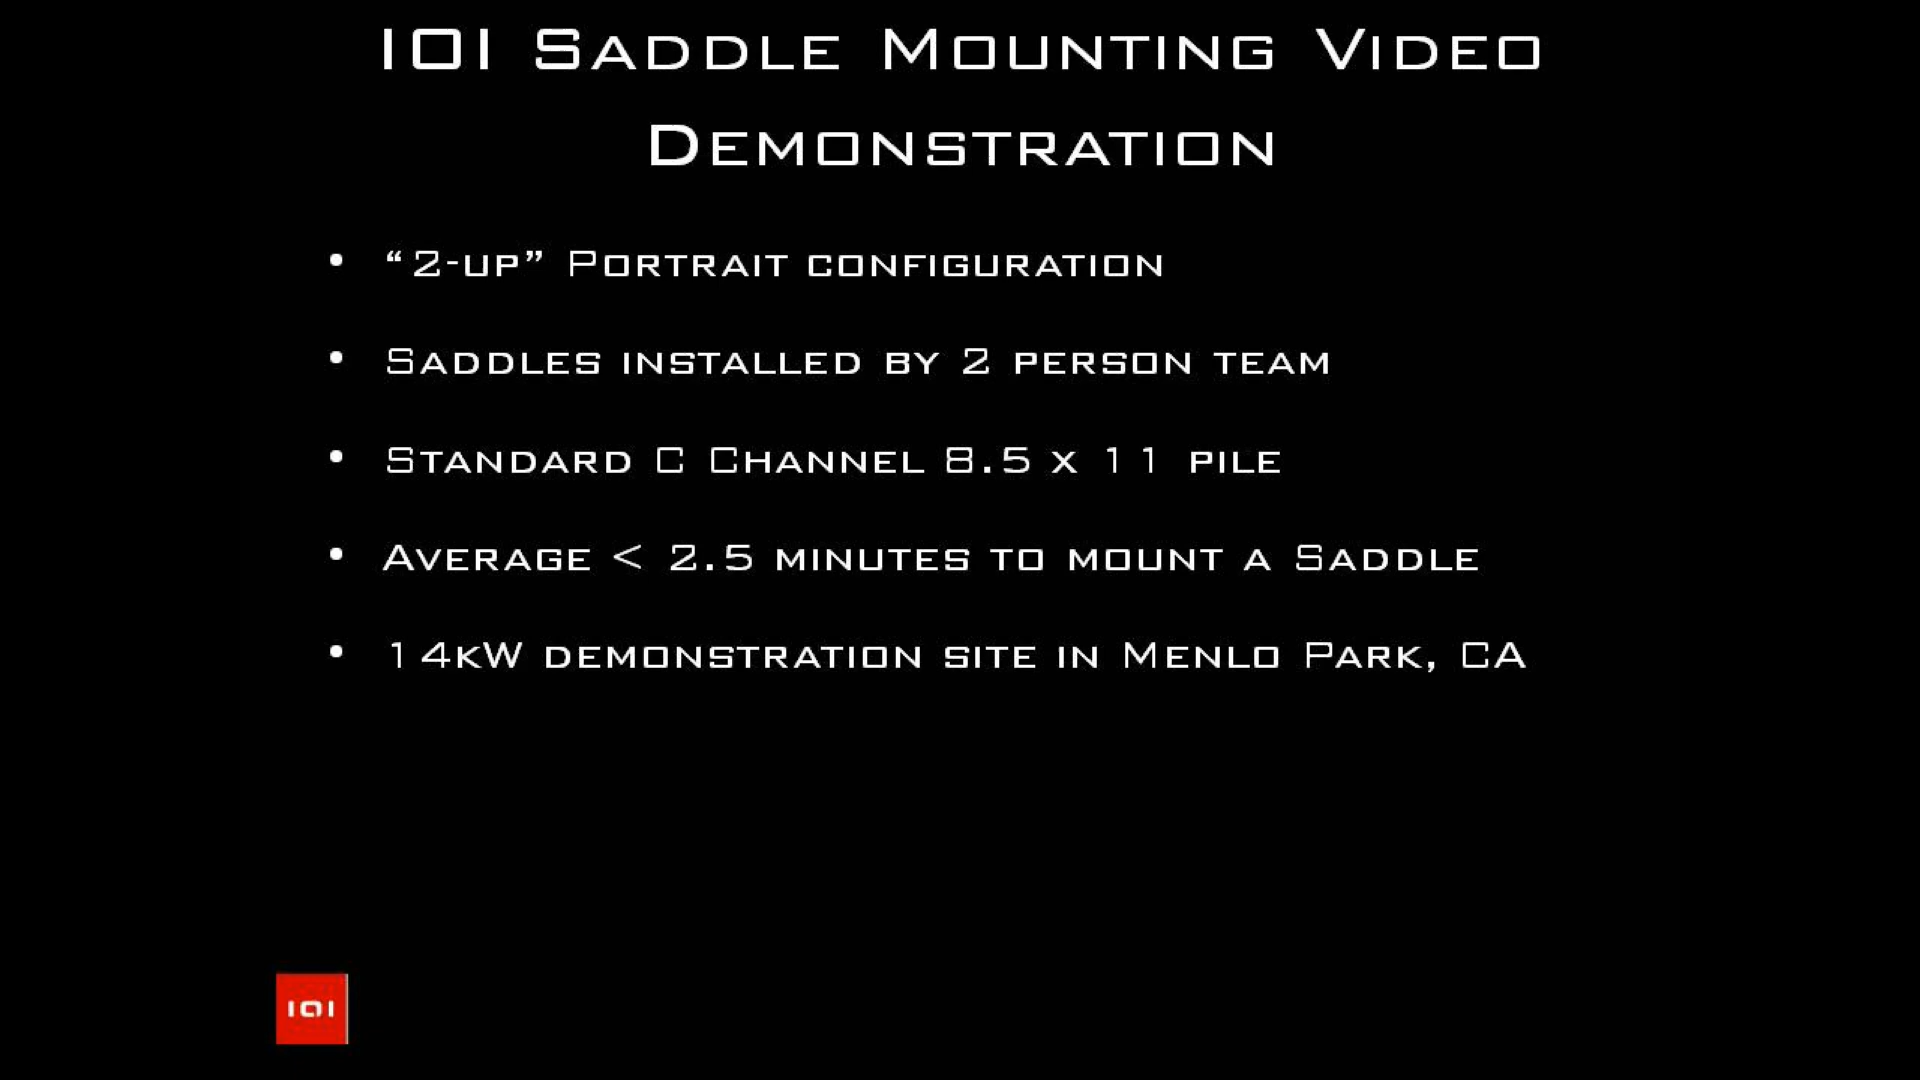 IOI Saddle Mounting Video
Demonstration
• “2-up” Portrait configuration
• Saddles installed by 2 person team
• Standard C Channel 8.5 x 11 pile
• Average < 2.5 minutes to mount a Saddle
• 14kW demonstration site in Menlo Park, CA
IOI